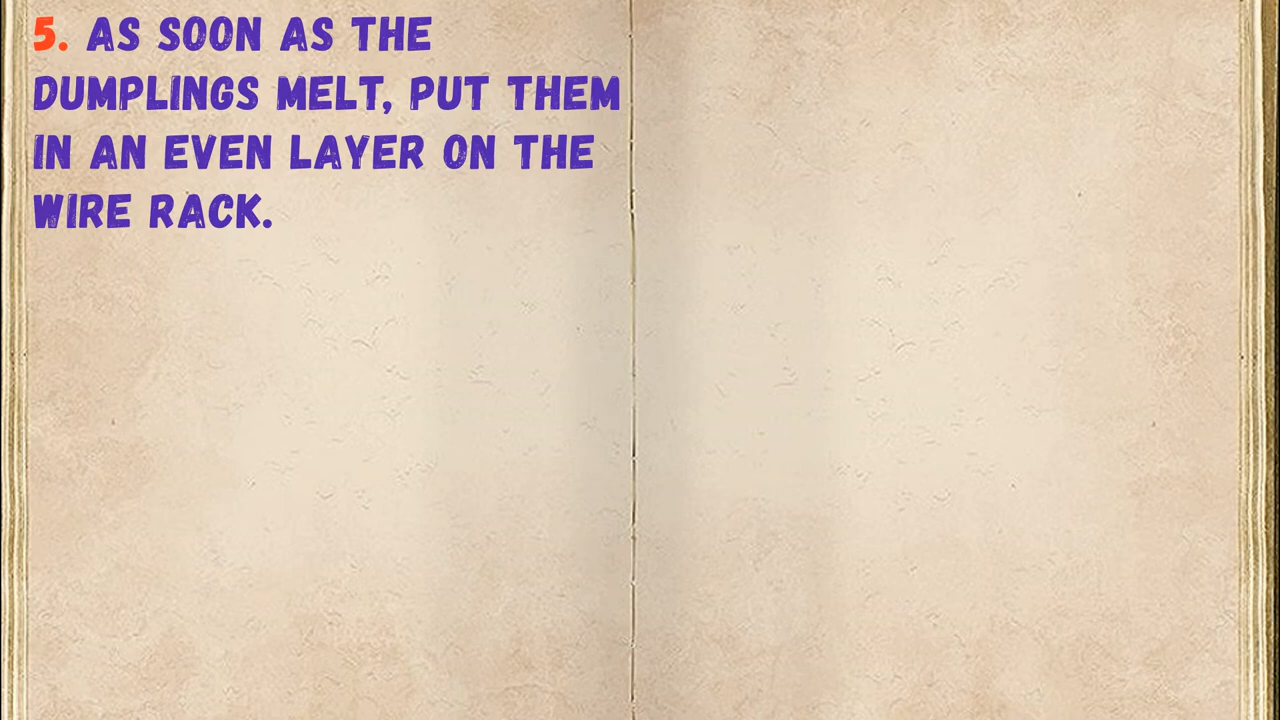 5. AS SOON AS THE
DUMPLINGS MELT, PUT THEM
IN AN EVEN LAYER ON THE
WIRE RACK.